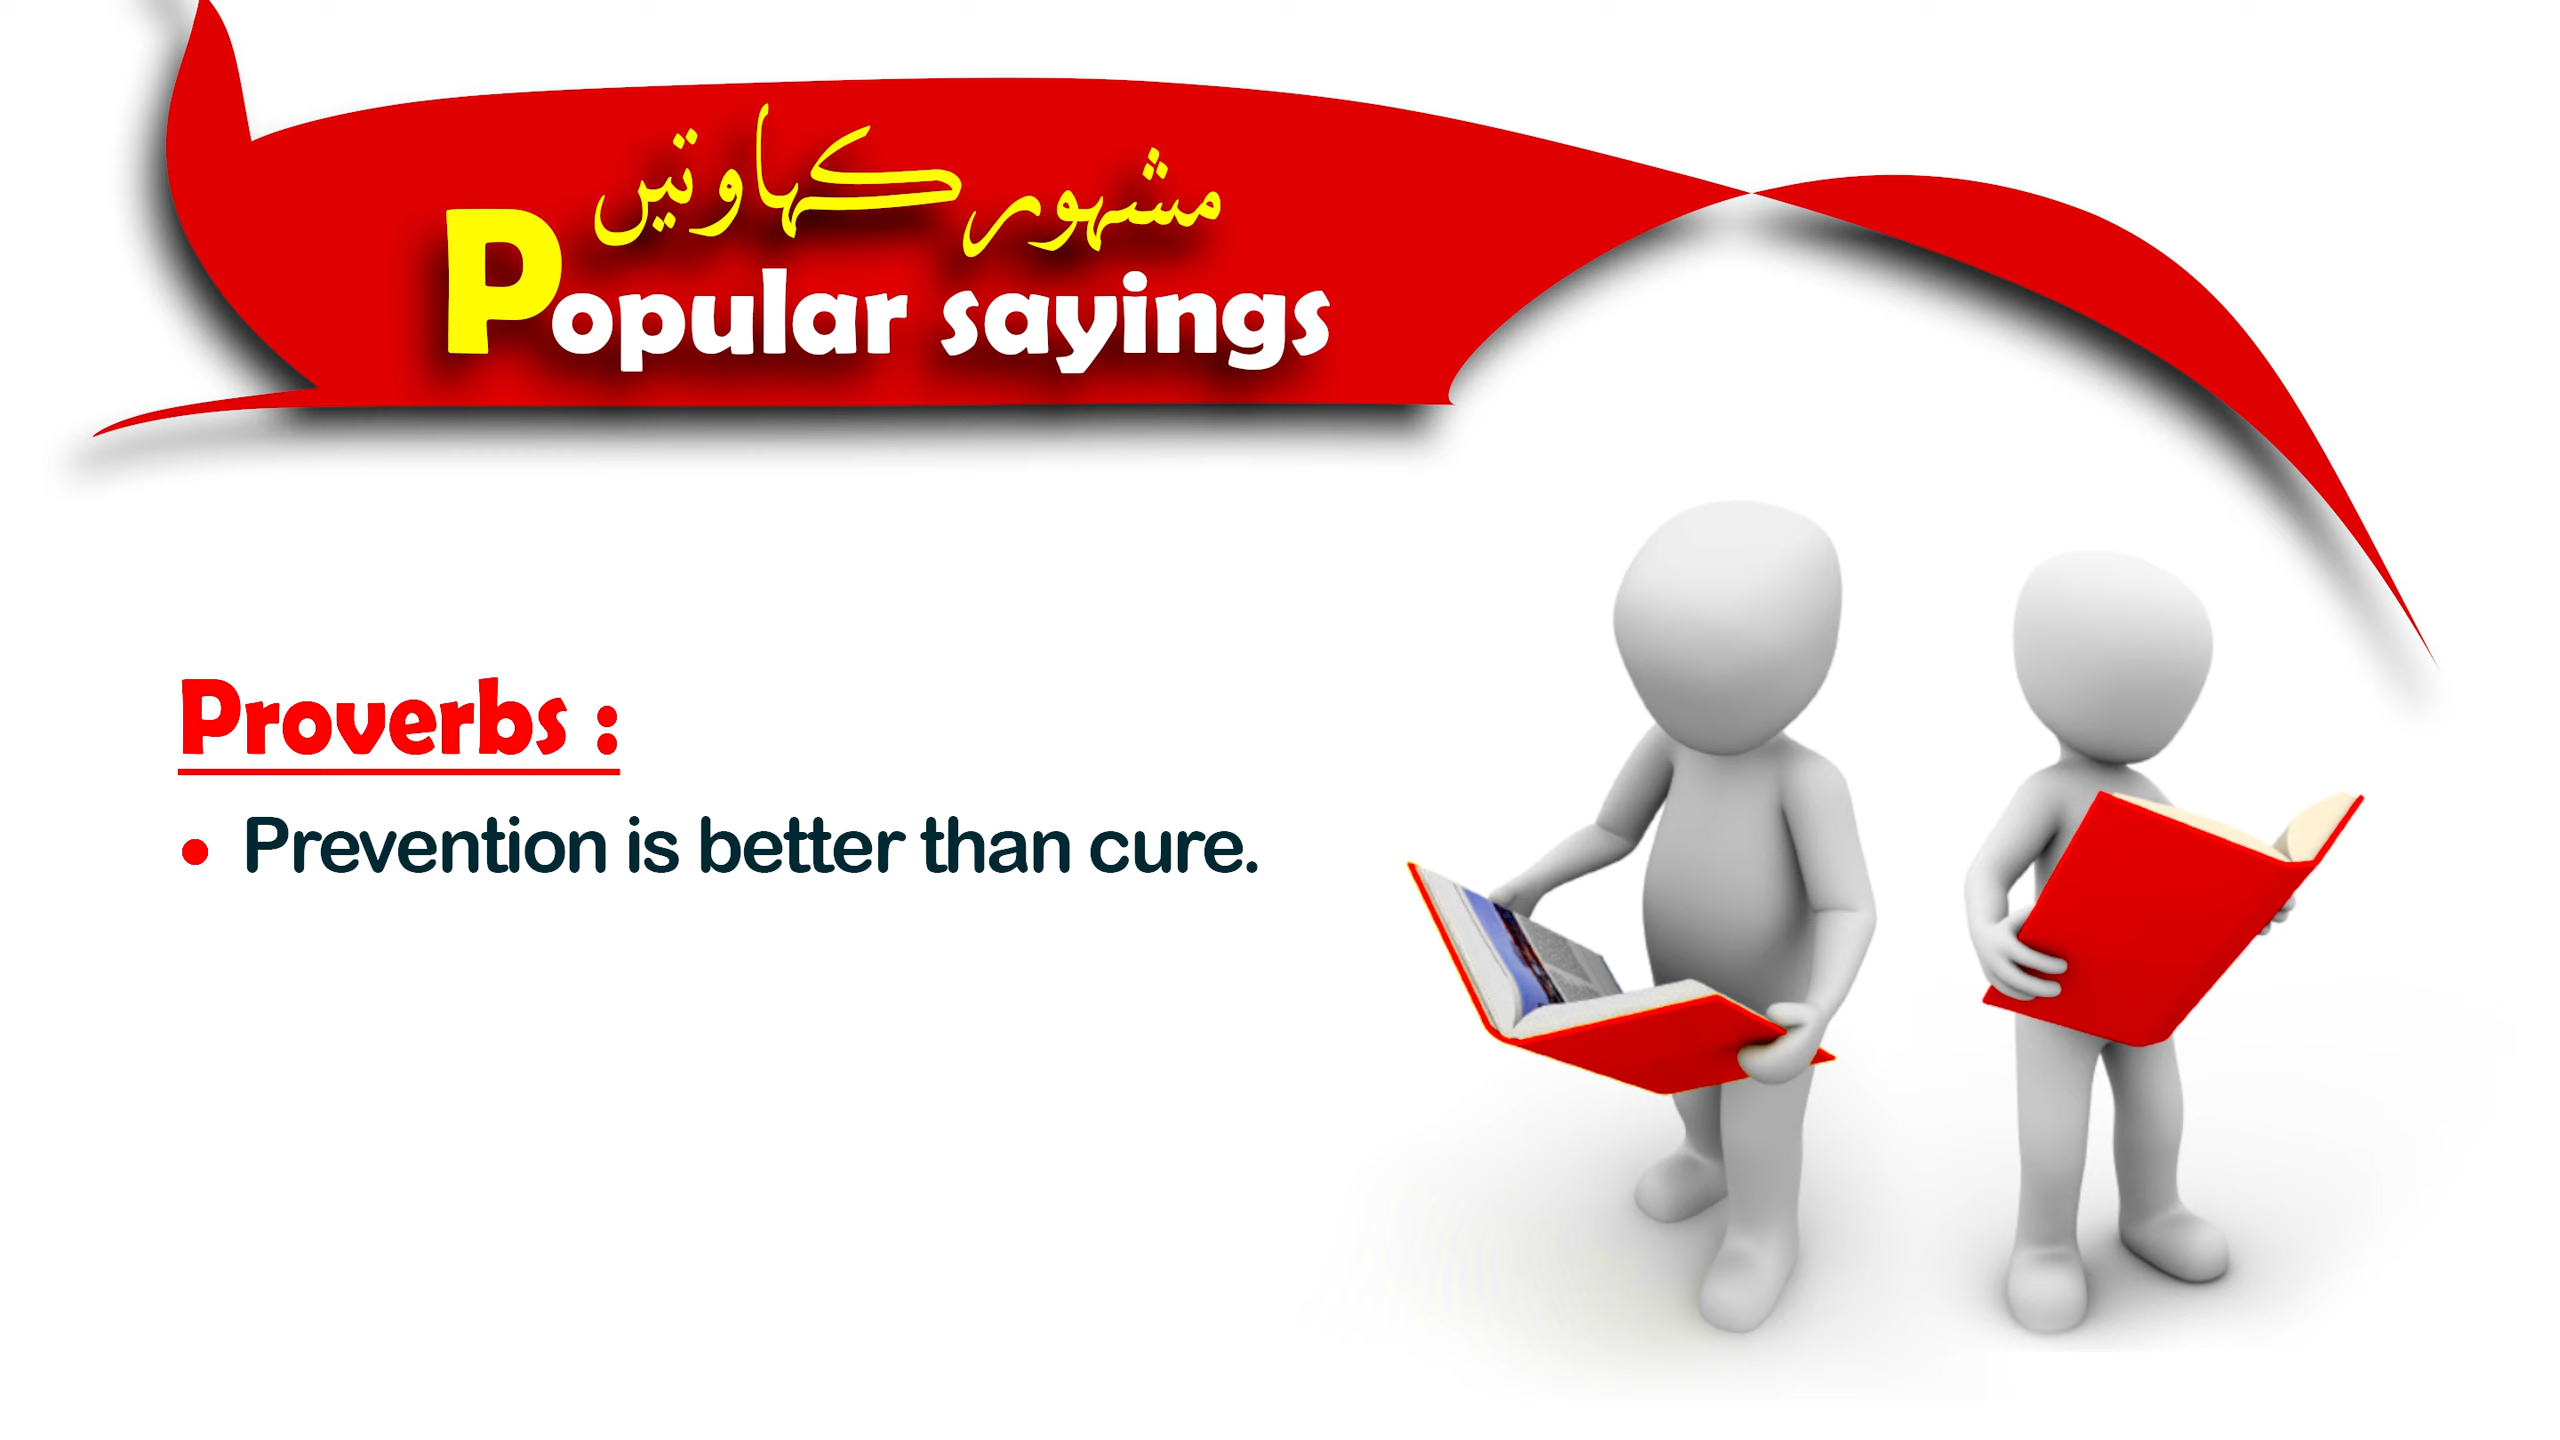 مشہور کہاوتیں
Popular sayings
Proverbs :
• Prevention is better than cure.